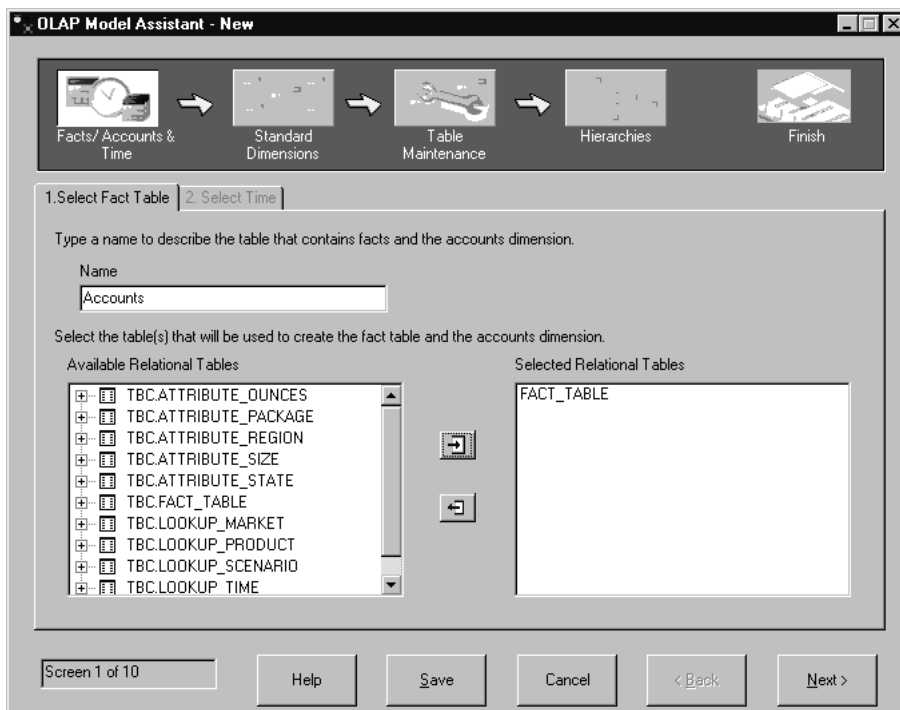 OLAP Model Assistant - New
Facts/ Accounts &
Time
Standard
Dimensions
Table
Maintenance
Hierarchies
Finish
1.Select Fact Table
2. Select Time
Type a name to describe the table that contains facts and the accounts dimension.
Name
Accounts
Select the table(s) that will be used to create the fact table and the accounts dimension.
Available Relational Tables
Selected Relational Tables
TBC.ATTRIBUTE_OUNCES
TBC.ATTRIBUTE_PACKAGE
TBC.ATTRIBUTE_REGION
TBC.ATTRIBUTE_SIZE
TBC.ATTRIBUTE_STATE
TBC.FACT_TABLE
TBC.LOOKUP_MARKET
TBC.LOOKUP_PRODUCT
TBC.LOOKUP_SCENARIO
TBC.LOOKUP_TIME
FACT_TABLE
Screen 1 of 10
Help
Save
Cancel
< Back
Next >